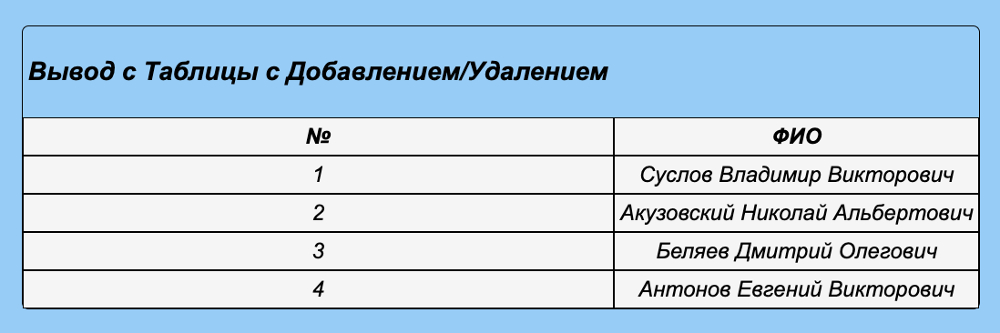 Вывод с Таблицы с Добавлением/Удалением
№ ФИО
1 Суслов Владимир Викторович
2 Акузовский Николай Альбертович
3 Беляев Дмитрий Олегович
4 Антонов Евгений Викторович